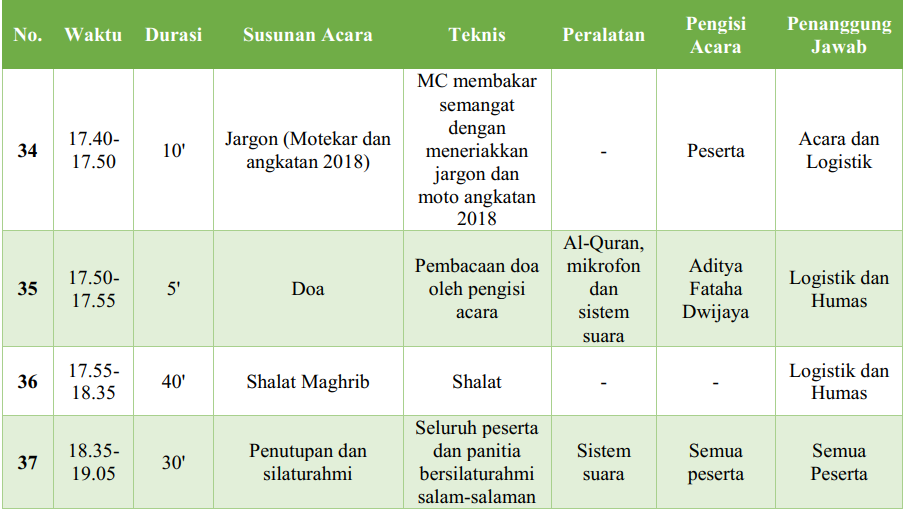 No. Waktu Durasi Susunan Acara Teknis Peralatan Pengisi Acara Penanggung Jawab
34 17.40-17.50 10' Jargon (Motekar dan angkatan 2018) MC membakar semangat dengan meneriakkan jargon dan moto angkatan 2018 - Peserta Acara dan Logistik
35 17.50-17.55 5' Doa Pembacaan doa oleh pengisi acara Al-Quran, mikrofon dan sistem suara Aditya Fataha Dwijaya Logistik dan Humas
36 17.55-18.35 40' Shalat Maghrib Shalat - - Logistik dan Humas
37 18.35-19.05 30' Penutupan dan silaturahmi Seluruh peserta dan panitia bersilaturahmi salam-salaman Sistem suara Semua peserta Semua Peserta